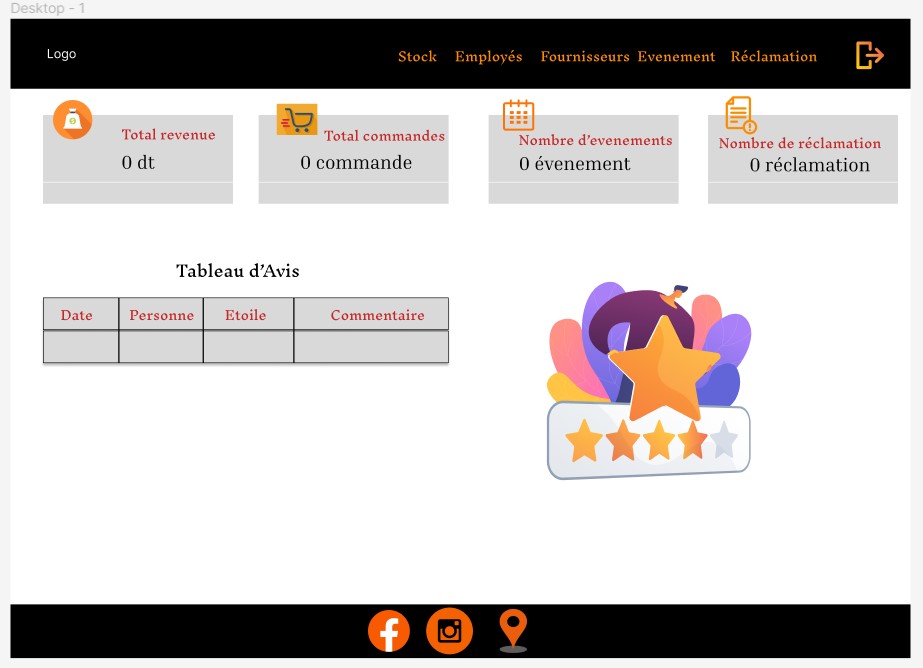 Desktop - 1
Logo
Stock Employés Fournisseurs Evenement Réclamation
Total revenue
0 dt
Total commandes
0 commande
Nombre d'evenements
0 évenement
Nombre de réclamation
0 réclamation
Tableau d'Avis
Date Personne Etoile Commentaire